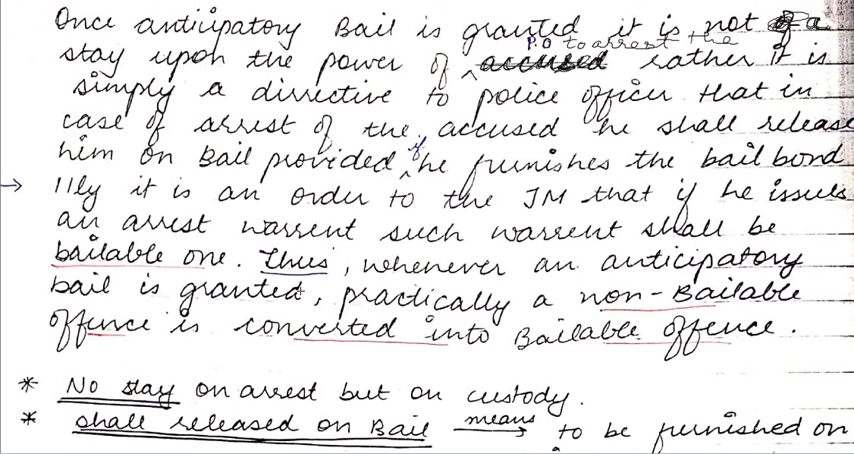 Once anticipatory Bail is granted it is not a
stay upon the power of P.O to arrest the accused rather it is
simply a dirrective to police officer that in
case of arrest of the accused he shall release
him on Bail provided if he furnishes the bail bond
→ 11ly it is an order to the JM that if he issues
an arrest warrent such warrent shall be
bailable one. Thus, whenever an anticipatory
bail is granted, practically a non-Bailable
offence is converted into Bailable offence.
* No stay on arrest but on custody.
* shall released on Bail means → to be furnished on